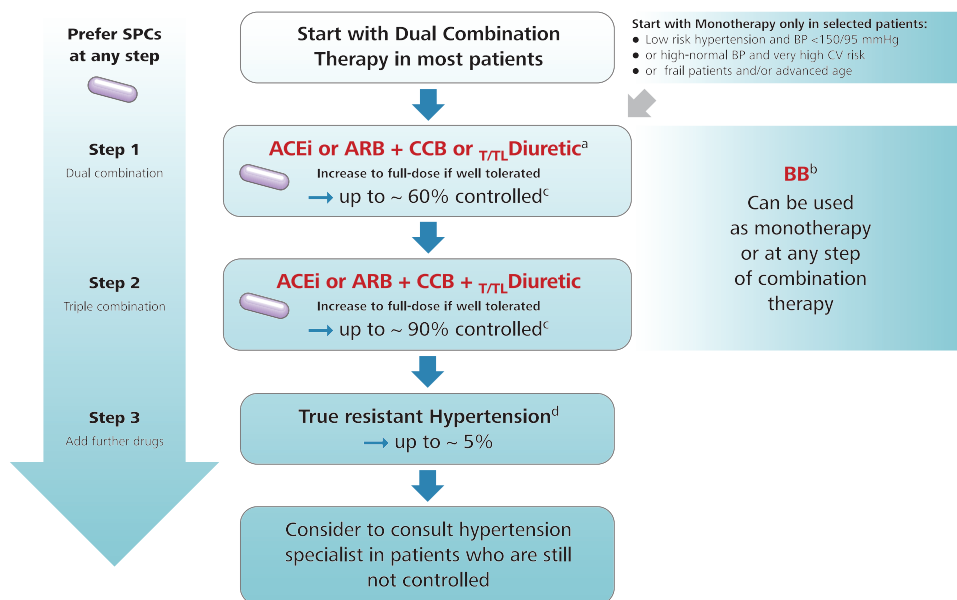 Prefer SPCs
at any step
Step 1
Dual combination
Step 2
Triple combination
Step 3
Add further drugs
Start with Dual Combination
Therapy in most patients
Start with Monotherapy only in selected patients:
● Low risk hypertension and BP <150/95 mmHg
● or high-normal BP and very high CV risk
● or frail patients and/or advanced age
ACEi or ARB + CCB or T/TLDiuretica
Increase to full-dose if well tolerated
→ up to ~ 60% controlledc
ACEi or ARB + CCB + T/TLDiuretic
Increase to full-dose if well tolerated
→ up to ~ 90% controlledc
BBb
Can be used
as monotherapy
or at any step
of combination
therapy
True resistant Hypertensiond
→ up to ~ 5%
Consider to consult hypertension
specialist in patients who are still
not controlled